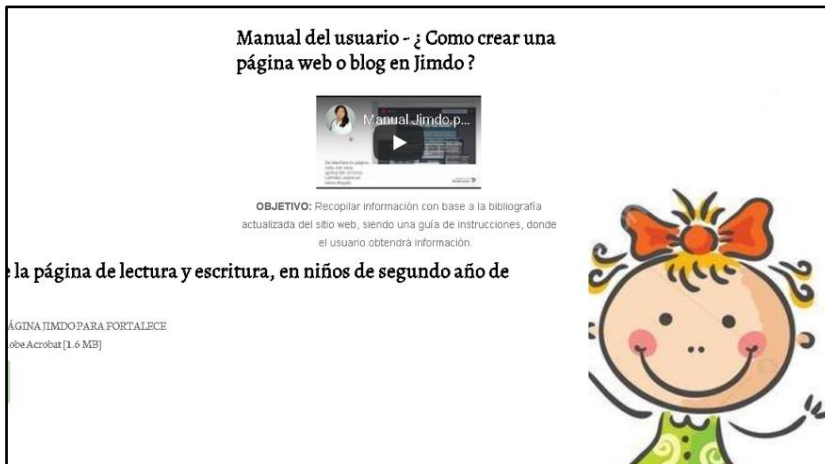 Manual del usuario - ¿ Como crear una
página web o blog en Jimdo ?
Manual Jimdo p...
OBJETIVO: Recopilar información con base a la bibliografía
actualizada del sitio web, siendo una guía de instrucciones, donde
el usuario obtendrá información.
la página de lectura y escritura, en niños de segundo año de
ÁGINA JIMDO PARA FORTALECE
obe Acrobat [1.6 MB]